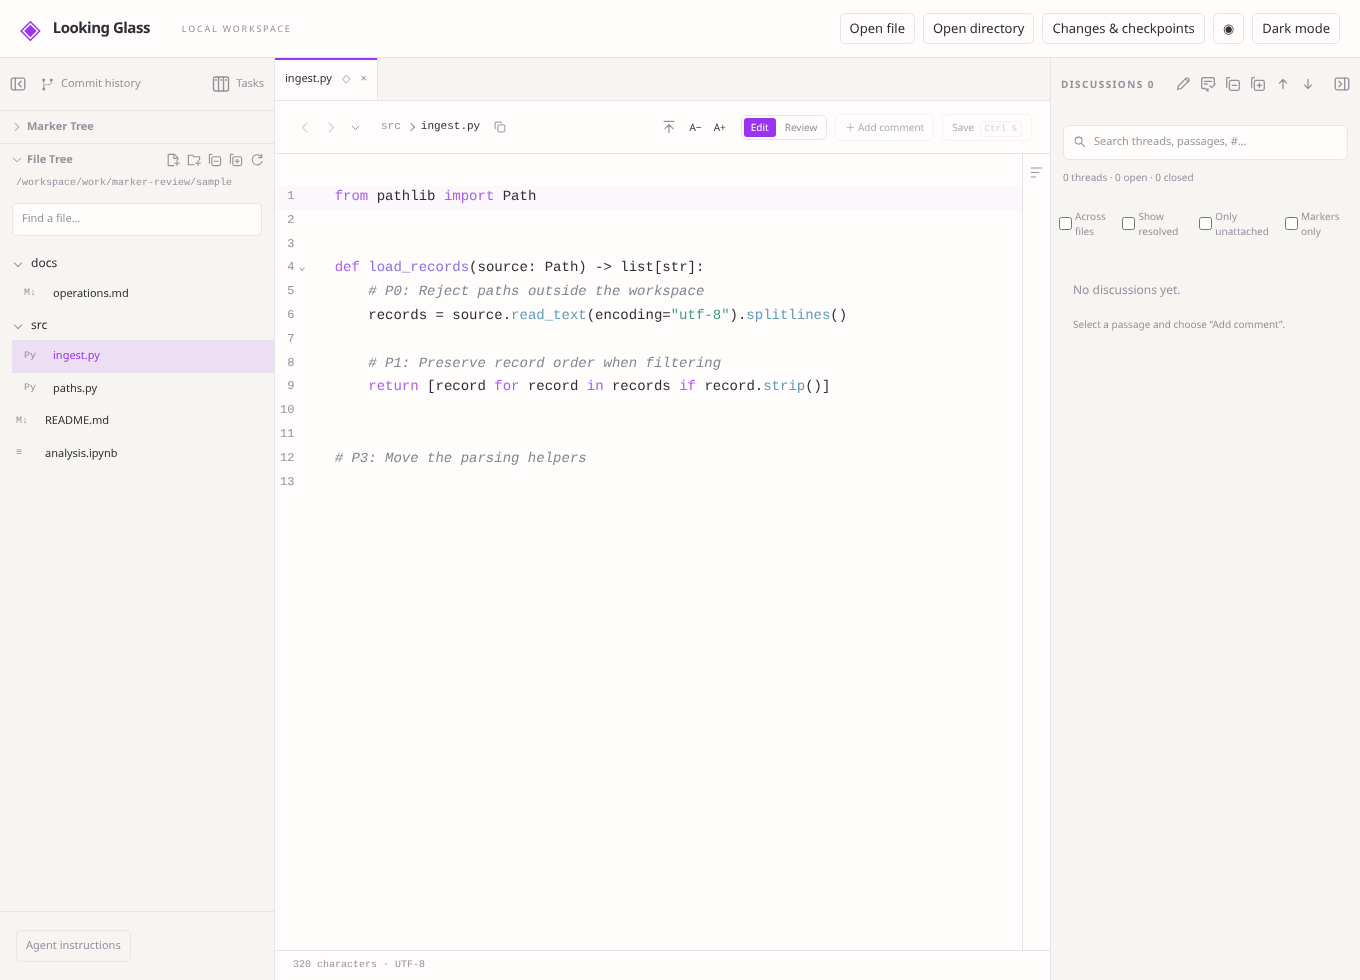 Looking Glass LOCAL WORKSPACE Open file Open directory Changes & checkpoints ◉ Dark mode
Commit history Tasks
Marker Tree
File Tree
/workspace/work/marker-review/sample
Find a file…
docs
M↓ operations.md
src
Py ingest.py
Py paths.py
M↓ README.md
≡ analysis.ipynb
Agent instructions
ingest.py ◇ ×
src ingest.py A− A+ Edit Review + Add comment Save Ctrl S
1 from pathlib import Path
2
3
4 def load_records(source: Path) -> list[str]:
5 # P0: Reject paths outside the workspace
6 records = source.read_text(encoding="utf-8").splitlines()
7
8 # P1: Preserve record order when filtering
9 return [record for record in records if record.strip()]
10
11
12 # P3: Move the parsing helpers
13
320 characters · UTF-8
DISCUSSIONS 0
Search threads, passages, #…
0 threads · 0 open · 0 closed
Across files
Show resolved
Only unattached
Markers only
No discussions yet.
Select a passage and choose “Add comment”.